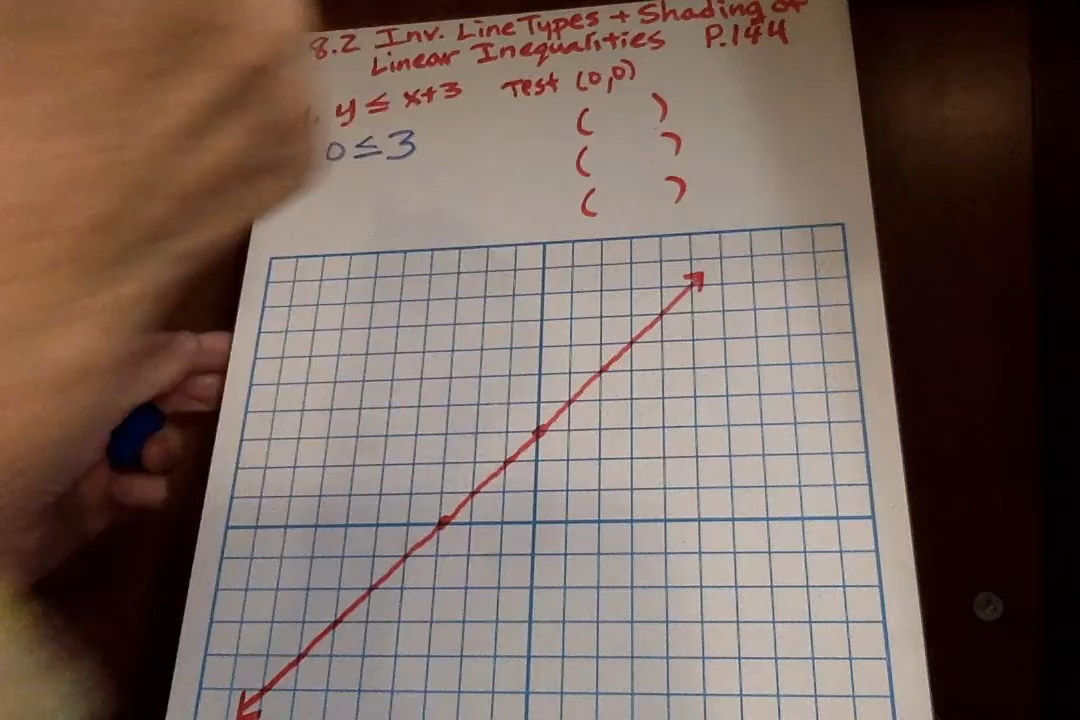 8.2 Inv. Line Types + Shading of
Linear Inequalities P.144
y ≤ x+3 Test (0,0)
( )
0 ≤ 3
( )
( )